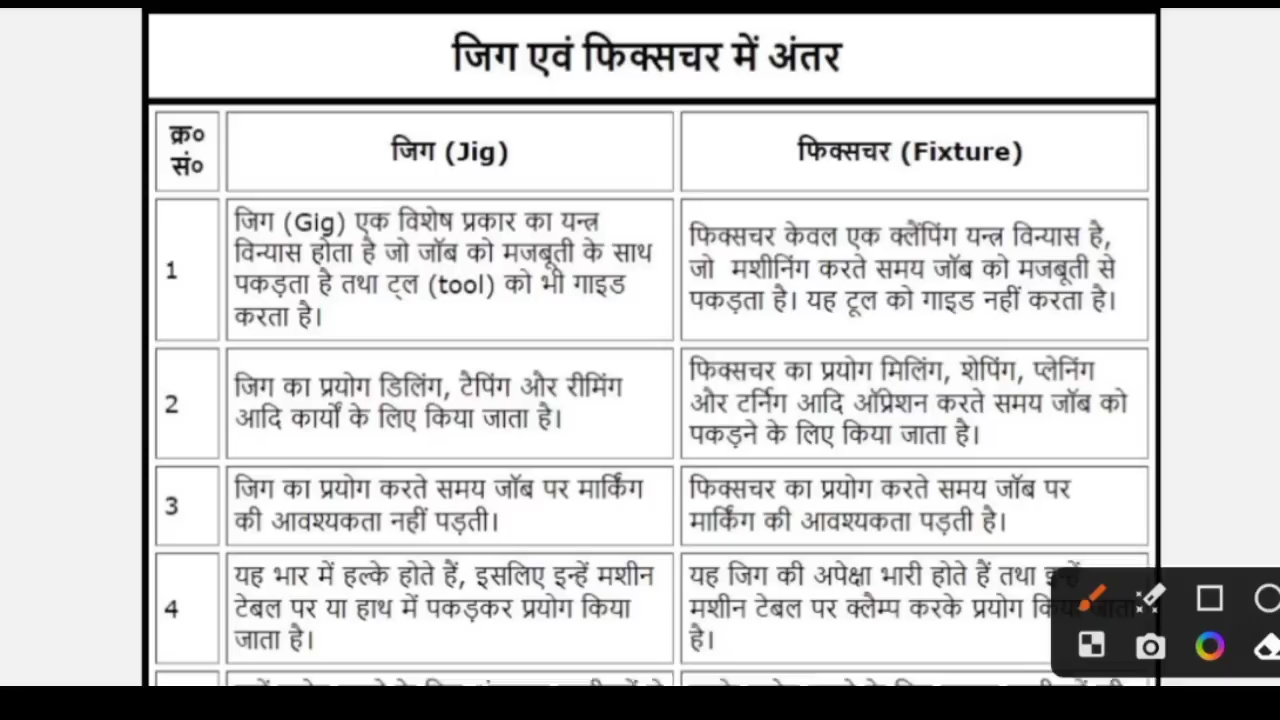 जिग एवं फिक्सचर में अंतर
क्र०
सं०
जिग (Jig)
फिक्सचर (Fixture)
1
जिग (Gig) एक विशेष प्रकार का यन्त्र
विन्यास होता है जो जॉब को मजबूती के साथ
पकड़ता है तथा ट्ल (tool) को भी गाइड
करता है।
फिक्सचर केवल एक क्लैंपिंग यन्त्र विन्यास है,
जो मशीनिंग करते समय जॉब को मजबूती से
पकड़ता है। यह टूल को गाइड नहीं करता है।
2
जिग का प्रयोग डिलिंग, टैपिंग और रीमिंग
आदि कार्यों के लिए किया जाता है।
फिक्सचर का प्रयोग मिलिंग, शेपिंग, प्लेनिंग
और टर्निग आदि ऑप्रेशन करते समय जॉब को
पकड़ने के लिए किया जाता है।
3
जिग का प्रयोग करते समय जॉब पर मार्किंग
की आवश्यकता नहीं पड़ती।
फिक्सचर का प्रयोग करते समय जॉब पर
मार्किंग की आवश्यकता पड़ती है।
4
यह भार में हल्के होते हैं, इसलिए इन्हें मशीन
टेबल पर या हाथ में पकड़कर प्रयोग किया
जाता है।
यह जिग की अपेक्षा भारी होते हैं तथा इन्हें
मशीन टेबल पर क्लैम्प करके प्रयोग किया जाता
है।